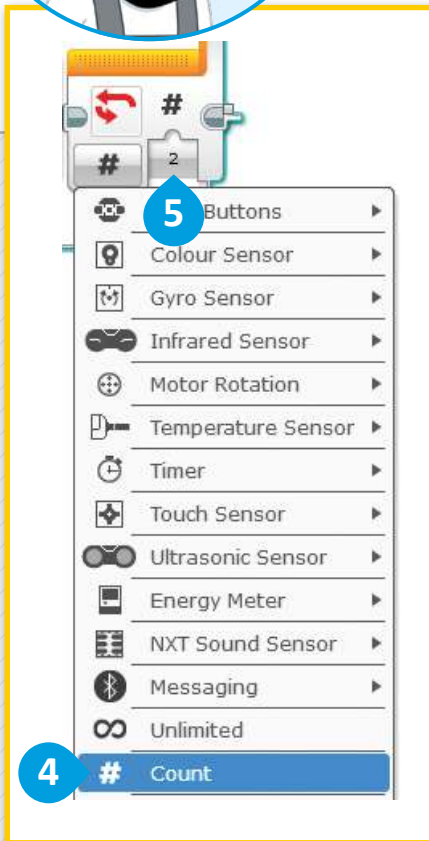 #
# 2
5
Buttons
Colour Sensor
Gyro Sensor
Infrared Sensor
Motor Rotation
Temperature Sensor
Timer
Touch Sensor
Ultrasonic Sensor
Energy Meter
NXT Sound Sensor
Messaging
Unlimited
4 # Count